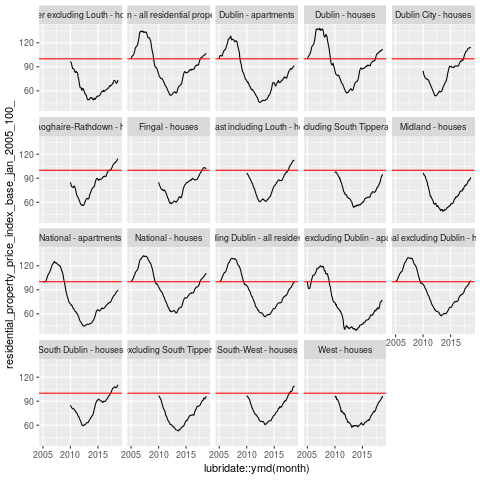 er excluding Louth - ho
n - all residential prope
Dublin - apartments
Dublin - houses
Dublin City - houses
aoghaire-Rathdown - h
Fingal - houses
ast including Louth - ho
cluding South Tippera
Midland - houses
National - apartments
National - houses
ing Dublin - all residen
excluding Dublin - apa
al excluding Dublin - h
South Dublin - houses
xcluding South Tipper
South-West - houses
West - houses
120
90
60
120
90
60
120
90
60
120
90
60
2005 2010 2015
2005 2010 2015 2005 2010 2015 2005 2010 2015 2005 2010 2015
residential_property_price_index_base_jan_2005_100_
lubridate::ymd(month)